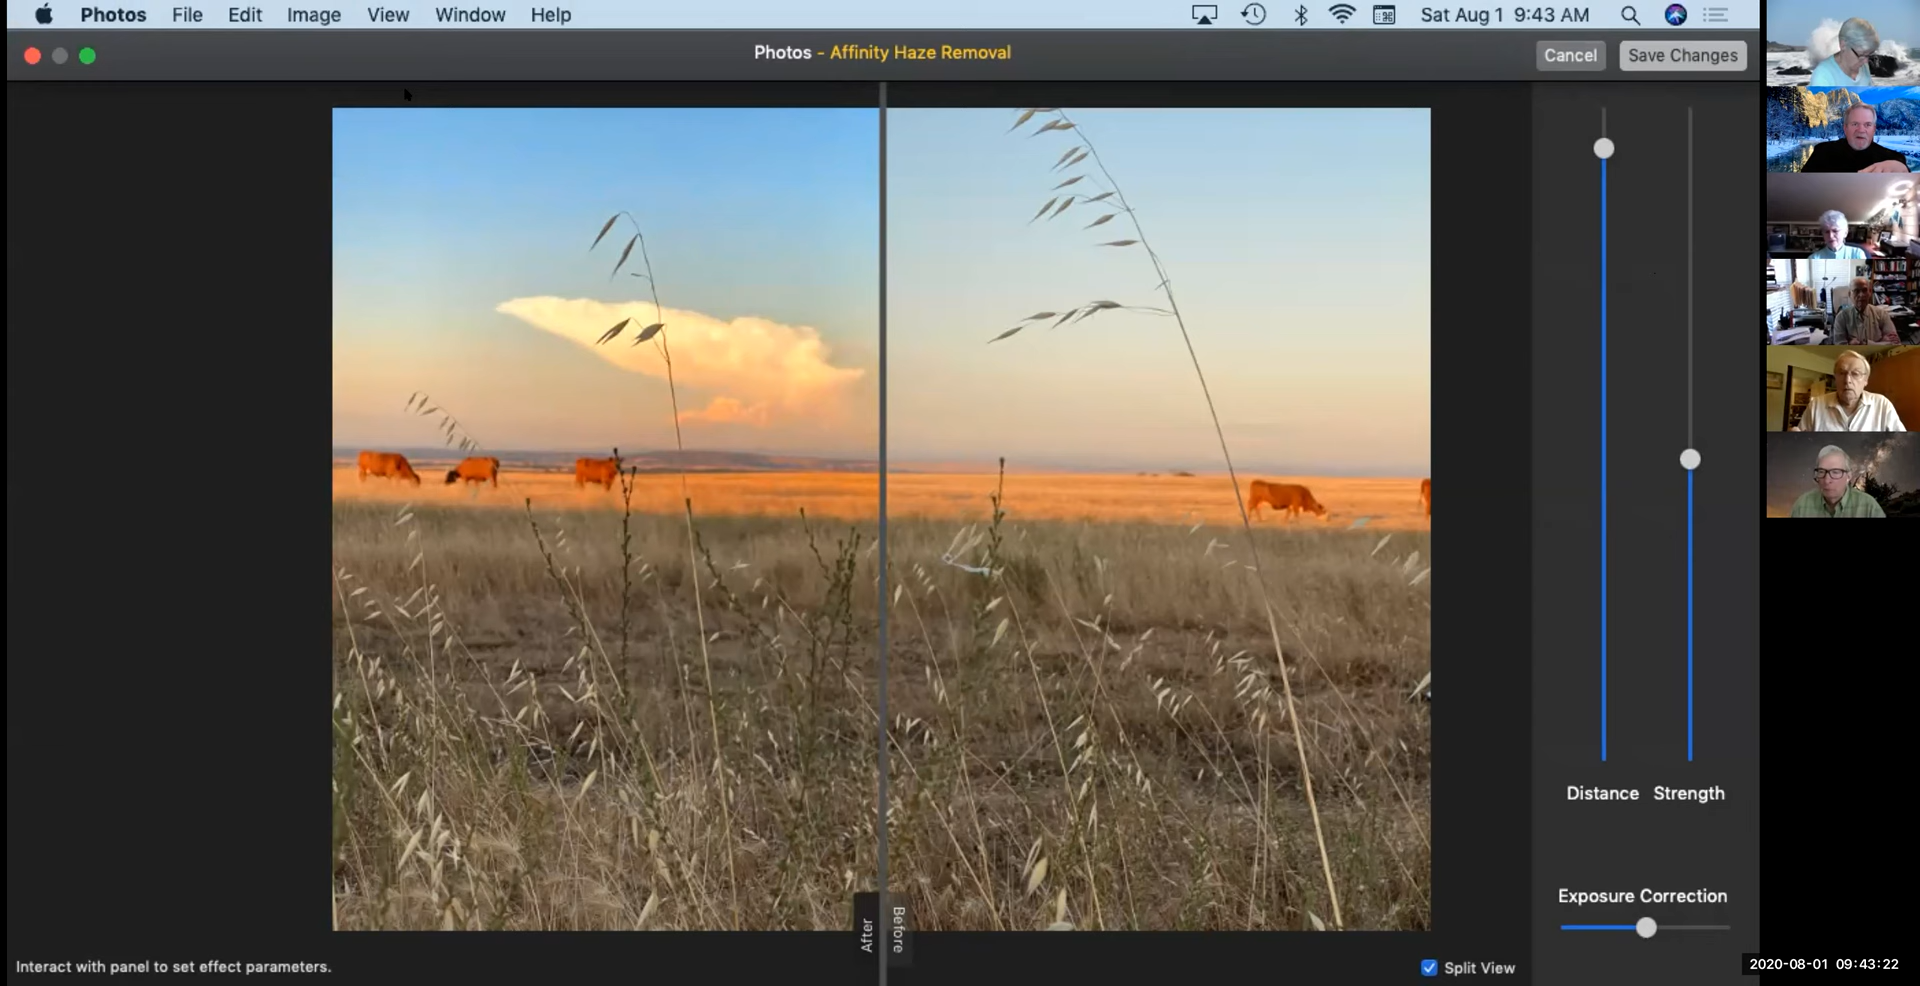 Photos File Edit Image View Window Help Sat Aug 1 9:43 AM
Photos - Affinity Haze Removal
Cancel Save Changes
Distance Strength
Exposure Correction
After
Before
Interact with panel to set effect parameters.
Split View
2020-08-01 09:43:22